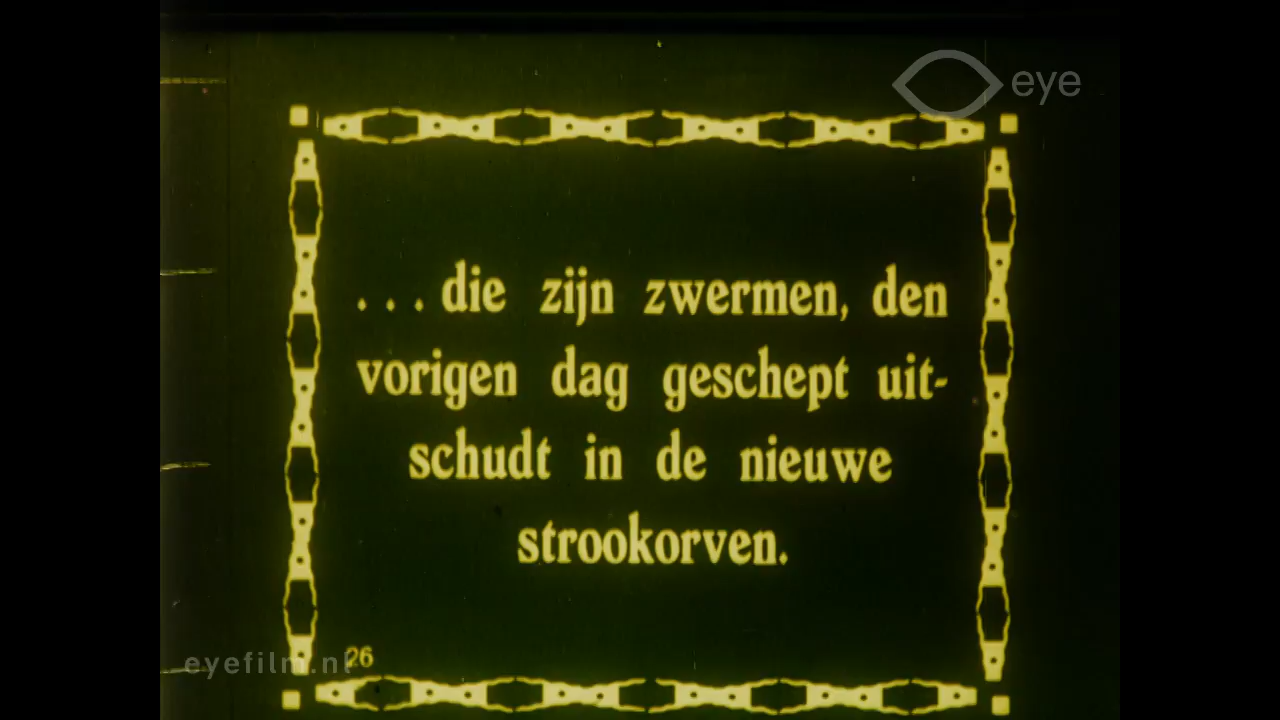 eye
. . . die zijn zwermen, den
vorigen dag geschept uit-
schudt in de nieuwe
strookorven.
26
eyefilm.nl